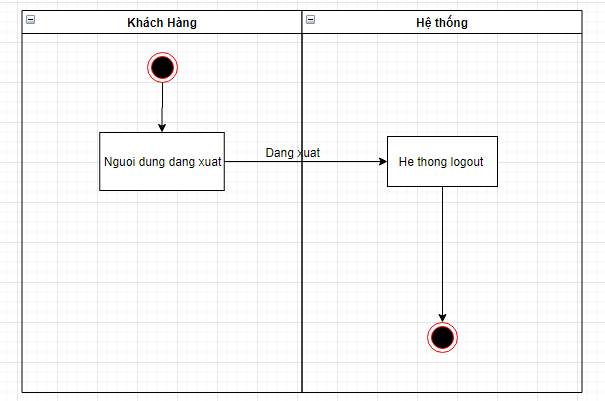 Khách Hàng
Hệ thống
Nguoi dung dang xuat
Dang xuat
He thong logout